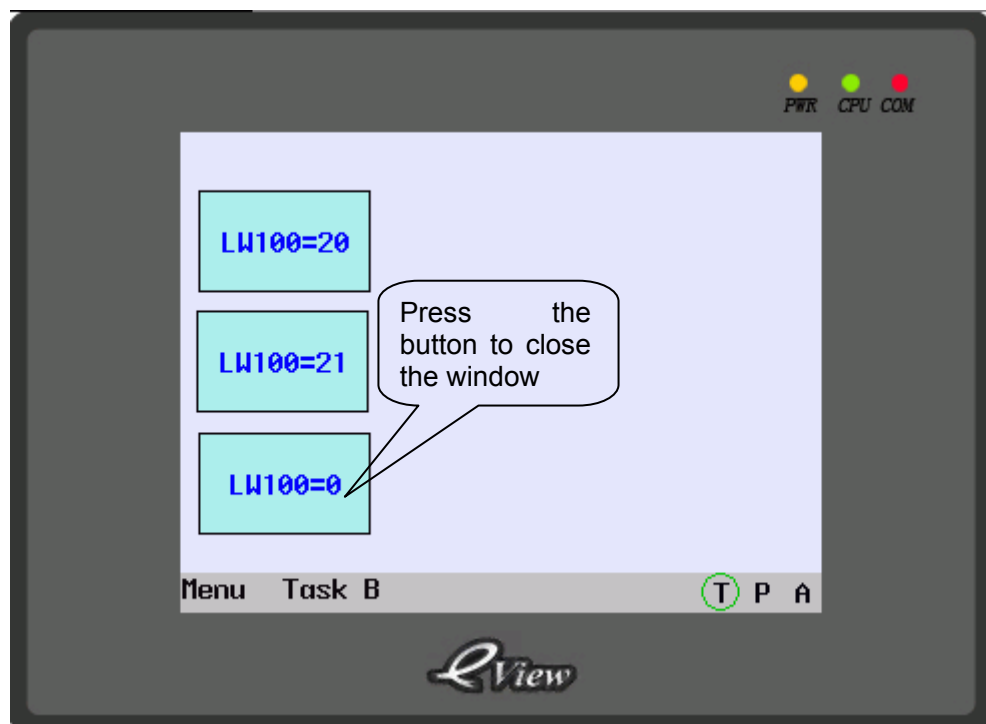 PWR CPU COM
LW100=20
Press the
button to close
the window
LW100=21
LW100=0
Menu Task B T P A
eView